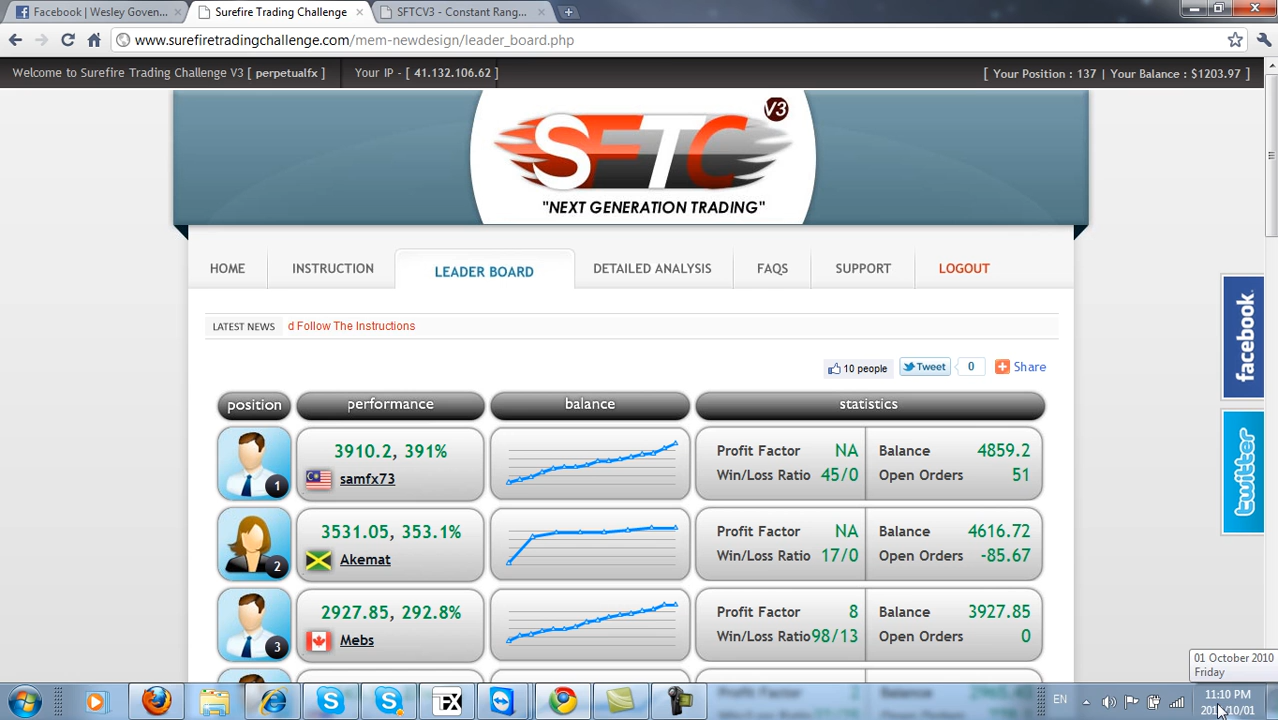 Facebook | Wesley Goven...
Surefire Trading Challenge
SFTCV3 - Constant Rang...
www.surefiretradingchallenge.com/mem-newdesign/leader_board.php
Welcome to Surefire Trading Challenge V3 [ perpetualfx ]
Your IP - [ 41.132.106.62 ]
[ Your Position : 137 | Your Balance : $1203.97 ]
V3
SFTC
"NEXT GENERATION TRADING"
HOME
INSTRUCTION
LEADER BOARD
DETAILED ANALYSIS
FAQS
SUPPORT
LOGOUT
LATEST NEWS
d Follow The Instructions
10 people
Tweet
0
Share
facebook
twitter
position
performance
balance
statistics
1
3910.2, 391%
samfx73
Profit Factor NA
Win/Loss Ratio 45/0
Balance 4859.2
Open Orders 51
2
3531.05, 353.1%
Akemat
Profit Factor NA
Win/Loss Ratio 17/0
Balance 4616.72
Open Orders -85.67
3
2927.85, 292.8%
Mebs
Profit Factor 8
Win/Loss Ratio 98/13
Balance 3927.85
Open Orders 0
01 October 2010
Friday
TX
EN
11:10 PM